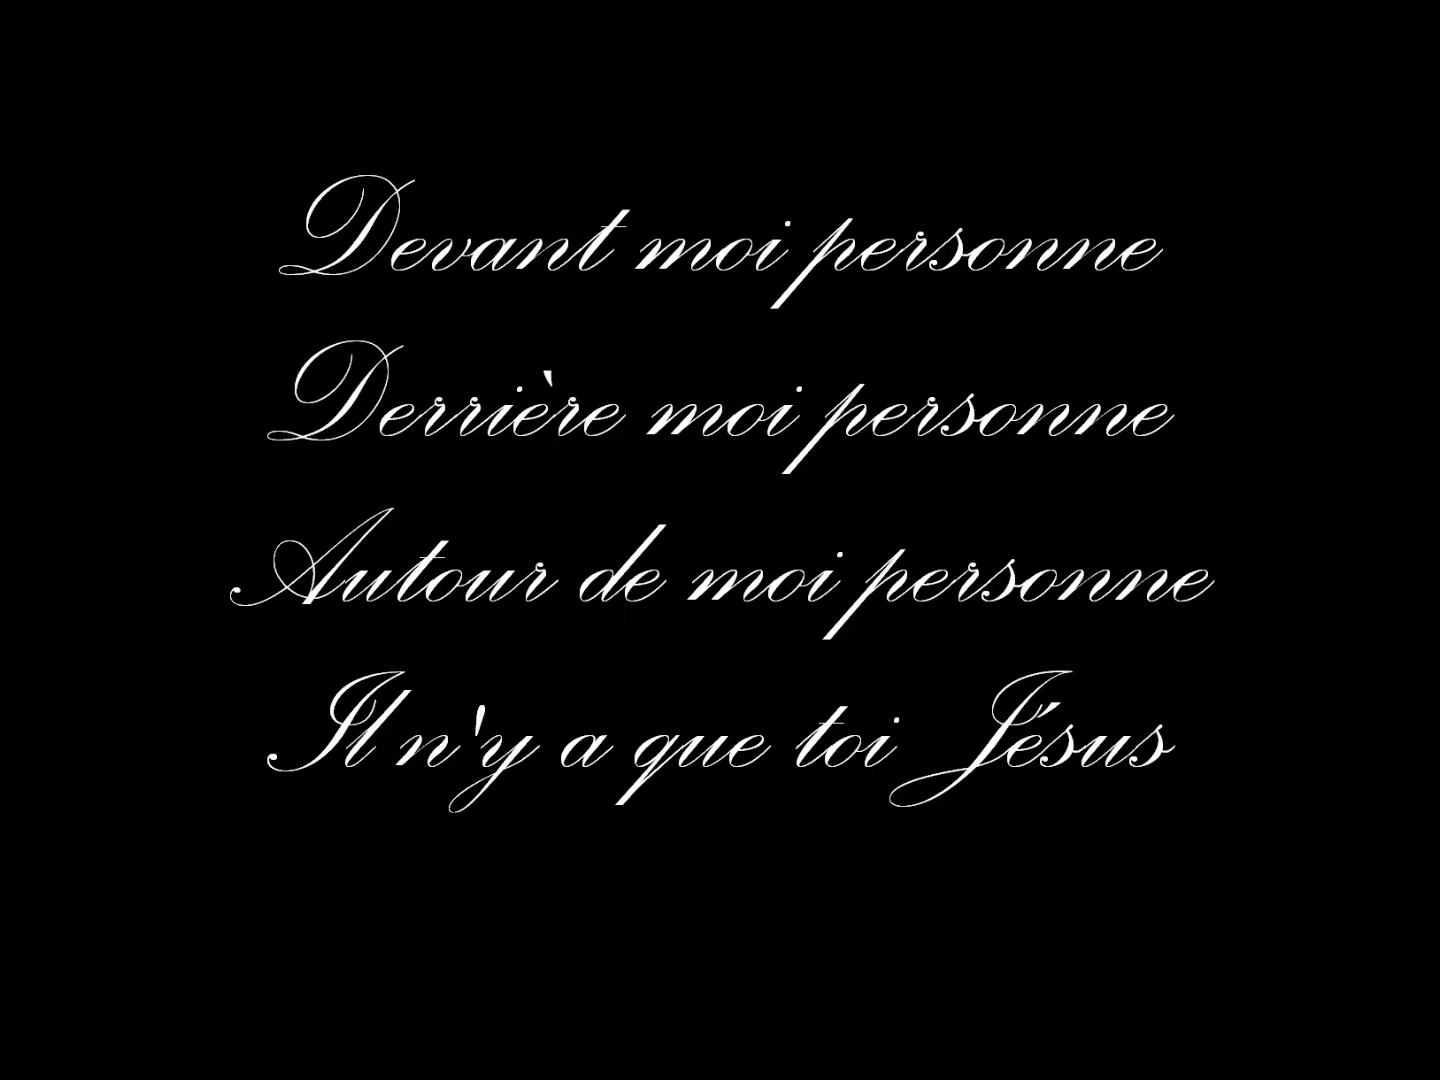 Devant moi personne
Derrière moi personne
Autour de moi personne
Il n'y a que toi Jésus